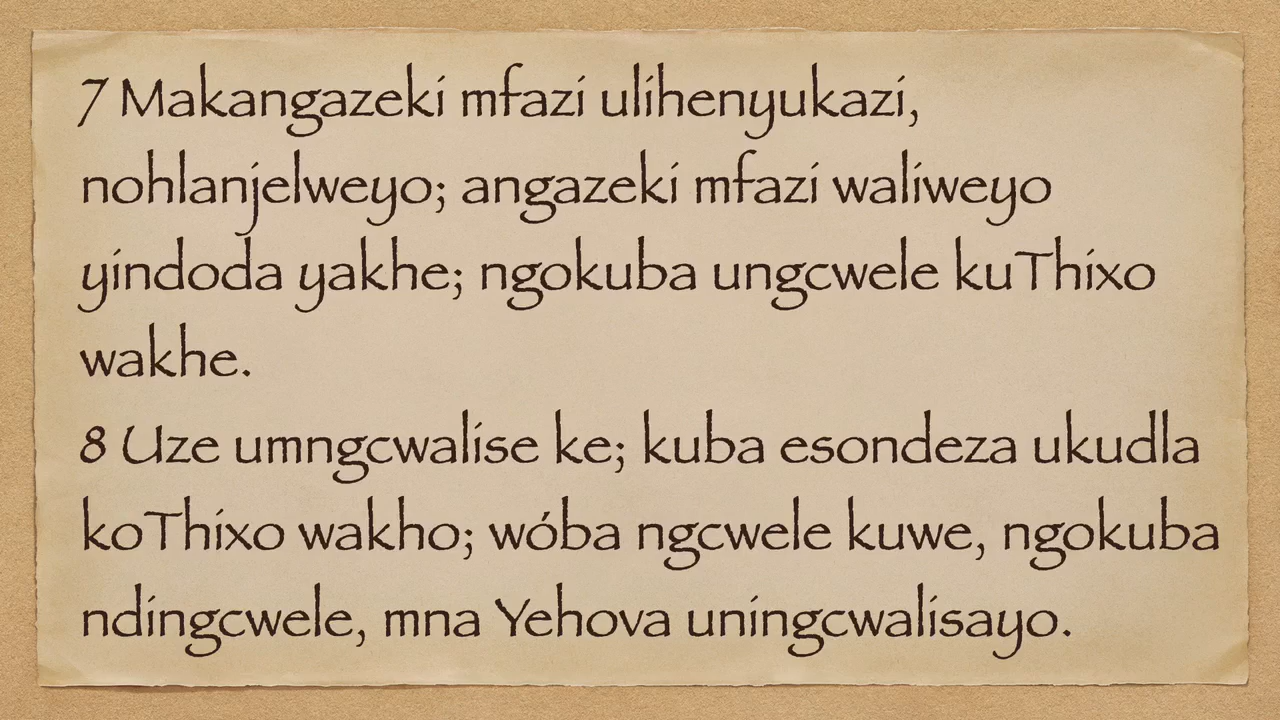 7 Makangazeki mfazi ulihenyukazi,
nohlanjelweyo; angazeki mfazi waliweyo
yindoda yakhe; ngokuba ungcwele kuThixo
wakhe.
8 Uze umngcwalise ke; kuba esondeza ukudla
koThixo wakho; wóba ngcwele kuwe, ngokuba
ndingcwele, mna Yehova uningcwalisayo.